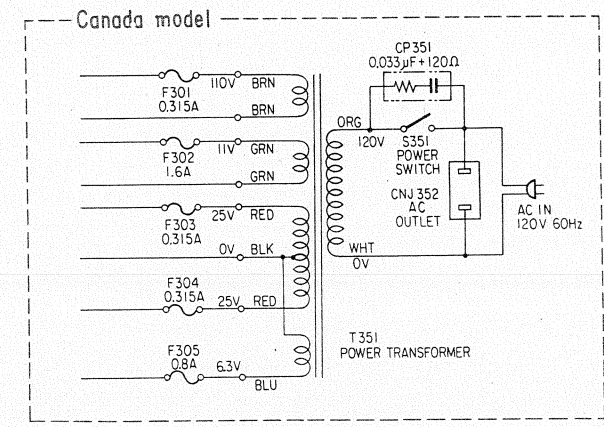 Canada model
CP351
0.033µF+120Ω
F301
0.315A
110V
BRN
BRN
F302
1.6A
11V
GRN
GRN
F303
0.315A
25V
RED
0V
BLK
F304
0.315A
25V
RED
F305
0.8A
6.3V
BLU
ORG
120V
S351
POWER
SWITCH
CNJ352
AC
OUTLET
AC IN
120V 60Hz
WHT
0V
T351
POWER TRANSFORMER